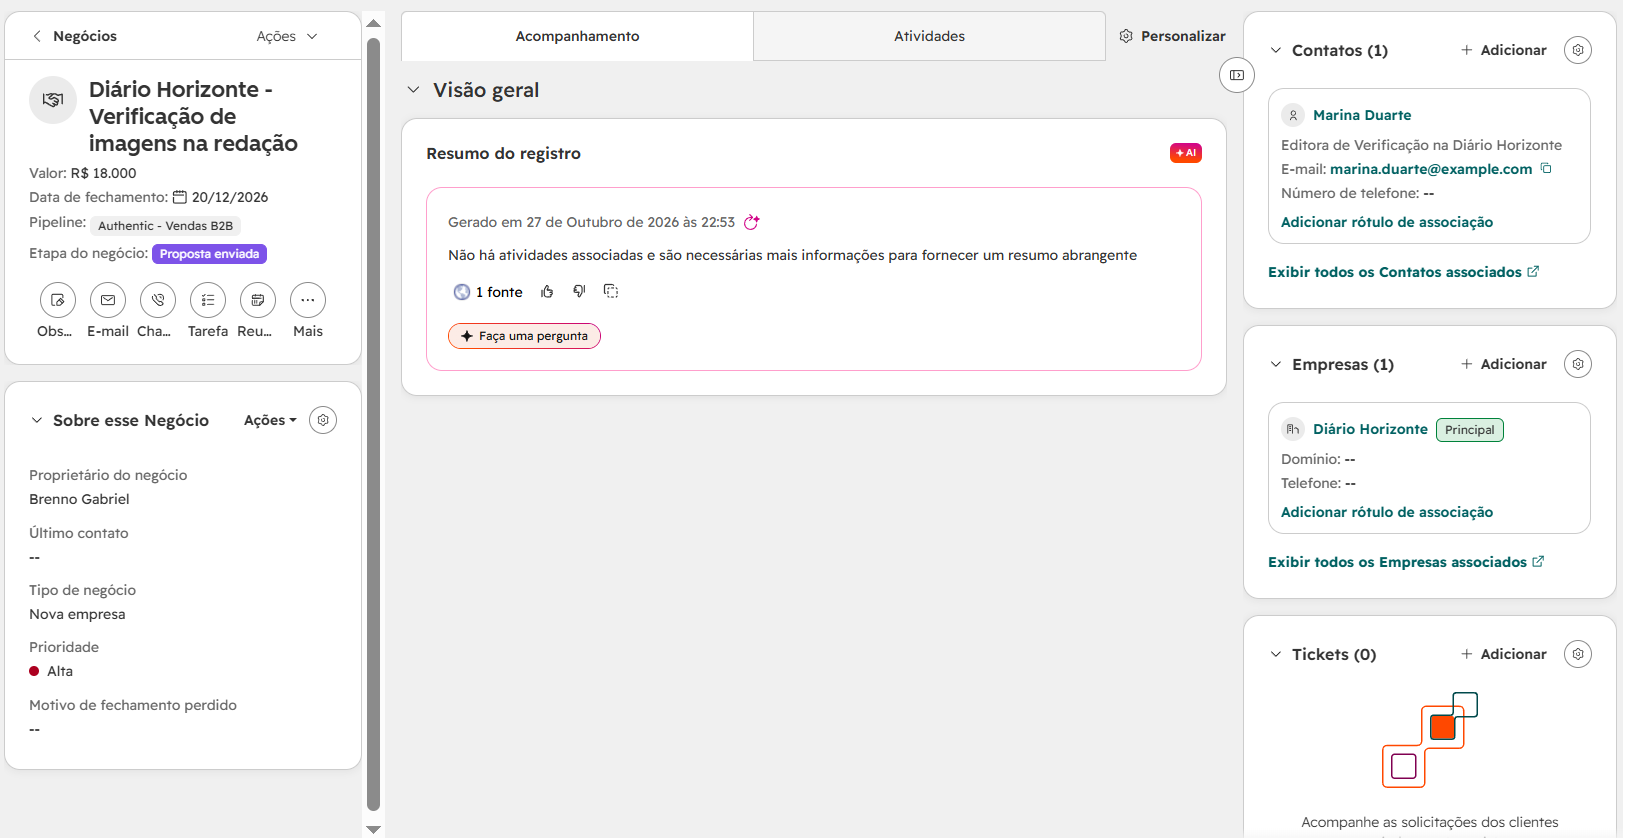 Negócios
Ações
Diário Horizonte -
Verificação de
imagens na redação
Valor: R$ 18.000
Data de fechamento: 20/12/2026
Pipeline: Authentic - Vendas B2B
Etapa do negócio: Proposta enviada
Obs...
E-mail
Cha...
Tarefa
Reu...
Mais
Sobre esse Negócio
Ações
Proprietário do negócio
Brenno Gabriel
Último contato
--
Tipo de negócio
Nova empresa
Prioridade
Alta
Motivo de fechamento perdido
--
Acompanhamento
Atividades
Personalizar
Visão geral
Resumo do registro
AI
Gerado em 27 de Outubro de 2026 às 22:53
Não há atividades associadas e são necessárias mais informações para fornecer um resumo abrangente
1 fonte
Faça uma pergunta
Contatos (1)
+ Adicionar
Marina Duarte
Editora de Verificação na Diário Horizonte
E-mail: marina.duarte@example.com
Número de telefone: --
Adicionar rótulo de associação
Exibir todos os Contatos associados
Empresas (1)
+ Adicionar
Diário Horizonte Principal
Domínio: --
Telefone: --
Adicionar rótulo de associação
Exibir todos os Empresas associados
Tickets (0)
+ Adicionar
Acompanhe as solicitações dos clientes